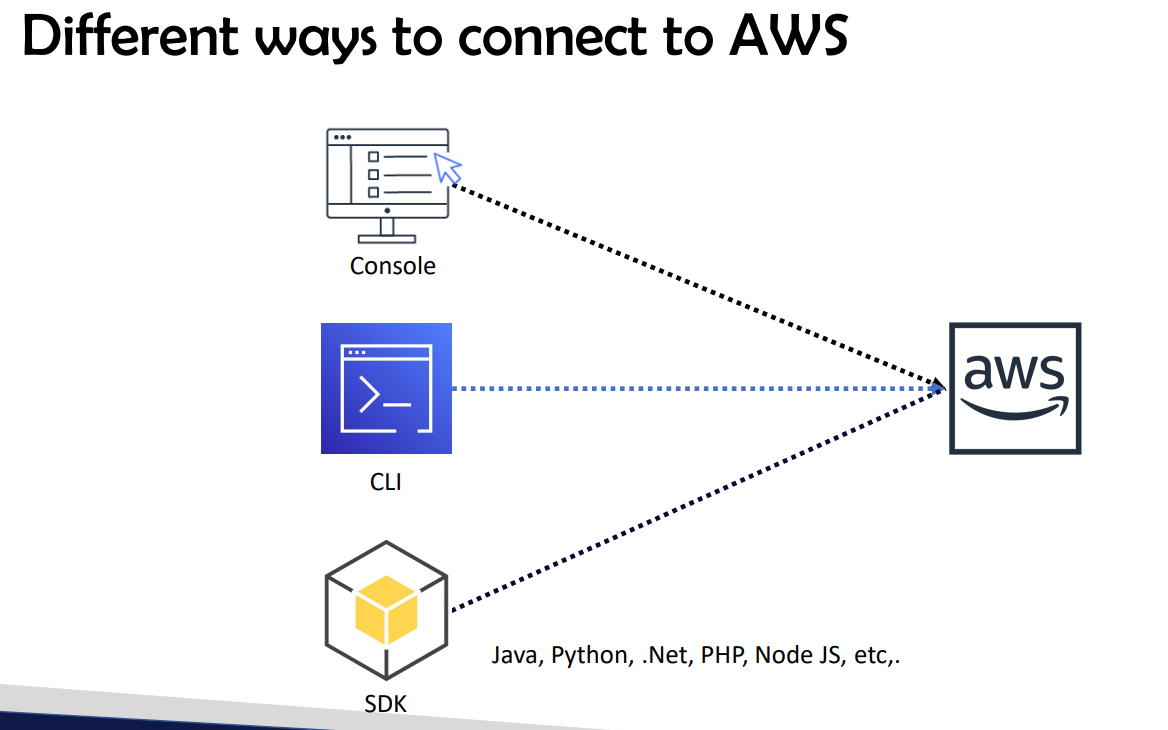 Different ways to connect to AWS
Console
CLI
aws
Java, Python, .Net, PHP, Node JS, etc,.
SDK